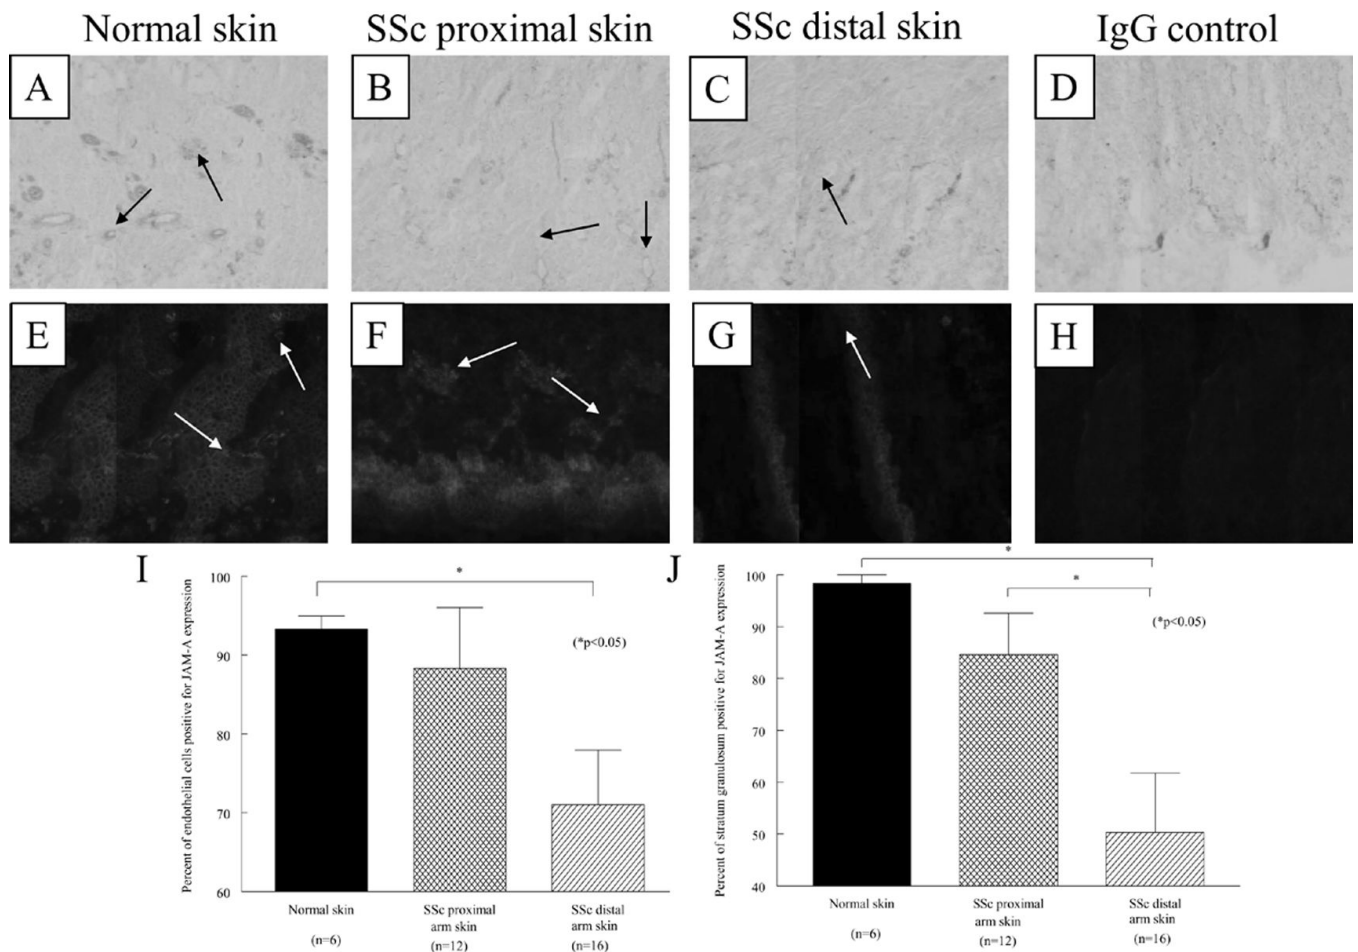 Normal skin
SSc proximal skin
SSc distal skin
IgG control
A
B
C
D
E
F
G
H
I
Percent of endothelial cells positive for JAM-A expression
100
90
80
70
60
*
(*p<0.05)
Normal skin
(n=6)
SSc proximal
arm skin
(n=12)
SSc distal
arm skin
(n=16)
J
Percent of stratum granulosum positive for JAM-A expression
100
90
80
70
60
50
40
*
*
(*p<0.05)
Normal skin
(n=6)
SSc proximal
arm skin
(n=12)
SSc distal
arm skin
(n=16)